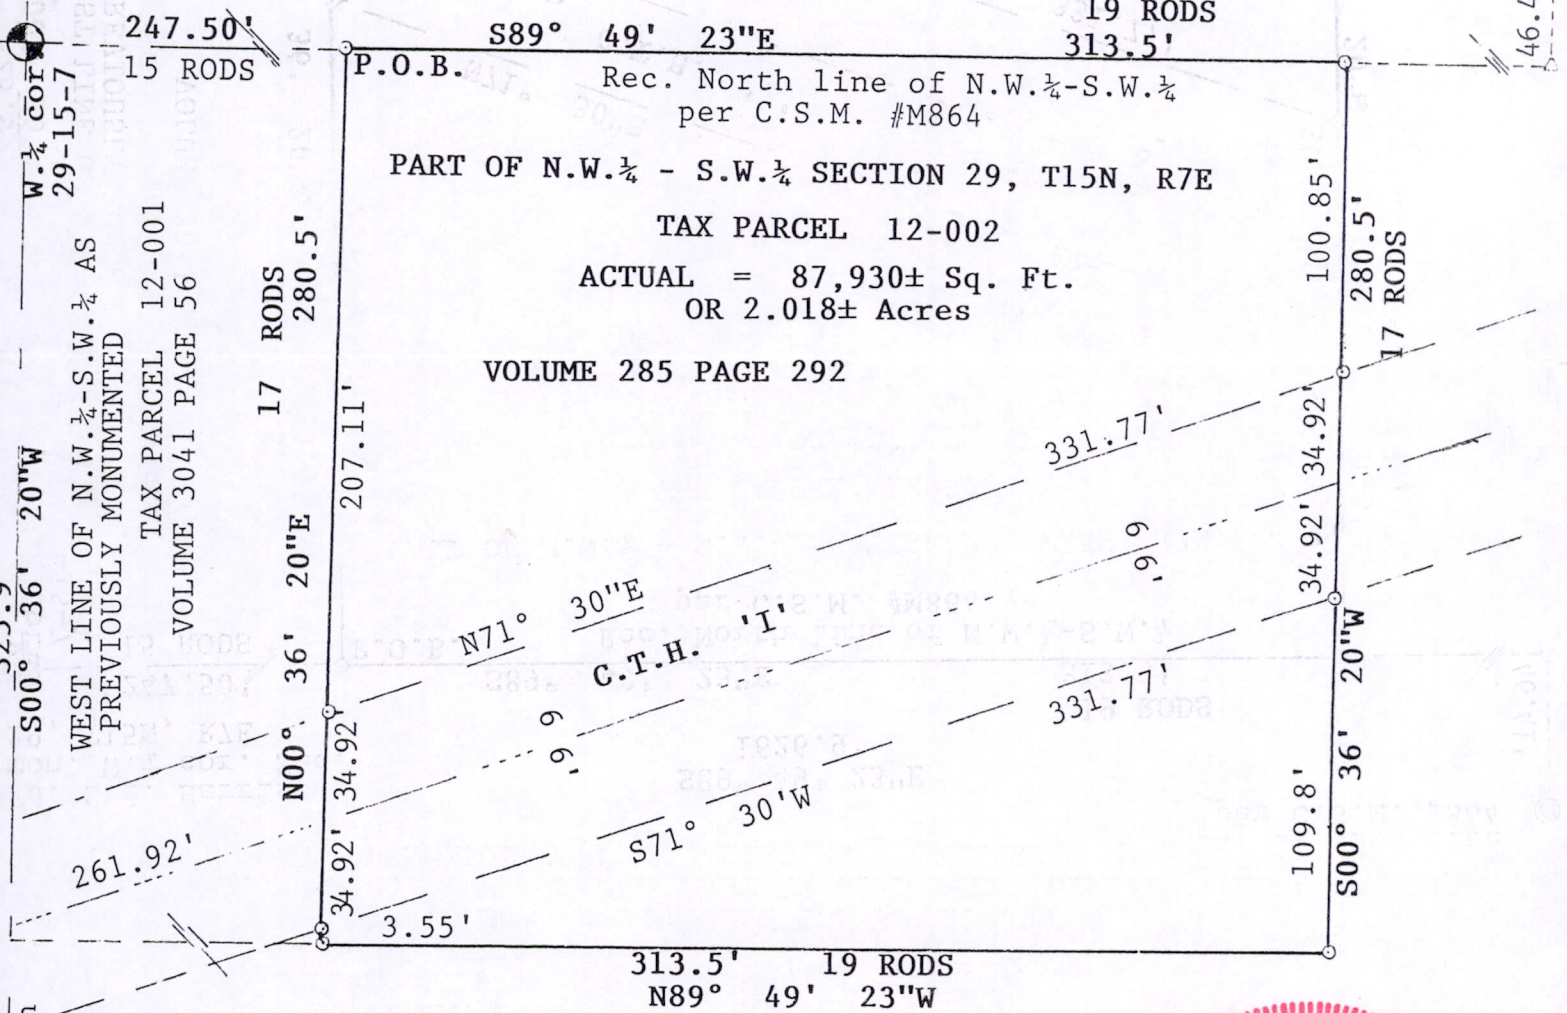 19 RODS
247.50'
S89° 49' 23"E
313.5'
15 RODS
P.O.B.
Rec. North line of N.W.¼-S.W.¼
per C.S.M. #M864
PART OF N.W.¼ - S.W.¼ SECTION 29, T15N, R7E
TAX PARCEL 12-002
ACTUAL = 87,930± Sq. Ft.
OR 2.018± Acres
VOLUME 285 PAGE 292
W.¼ cor
29-15-7
S00° 36' 20"W
WEST LINE OF N.W.¼-S.W.¼ AS
PREVIOUSLY MONUMENTED
TAX PARCEL 12-001
VOLUME 3041 PAGE 56
17 RODS
280.5'
N00° 36' 20"E
207.11'
34.92'
34.92'
3.55'
261.92'
N71° 30"E
331.77'
C.T.H. 'I'
66'
66'
331.77'
S71° 30'W
100.85'
280.5'
17 RODS
34.92'
34.92'
S00° 36' 20"W
109.8'
313.5' 19 RODS
N89° 49' 23"W